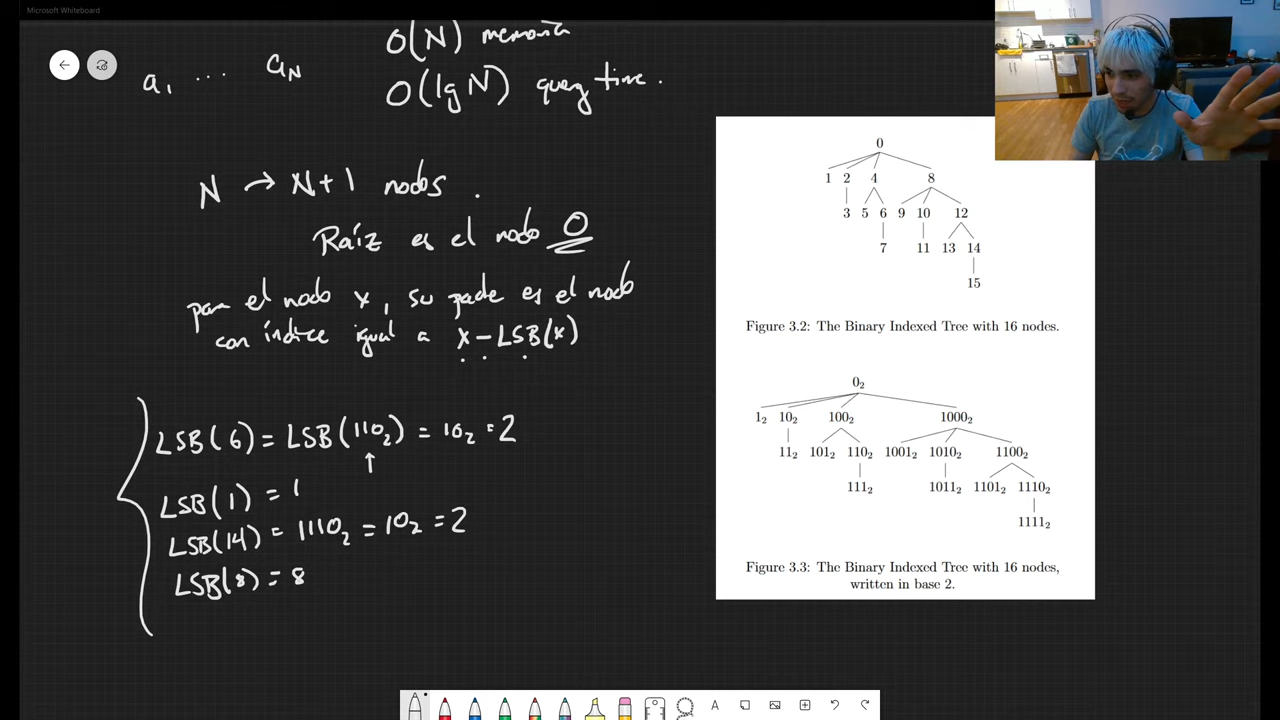 Microsoft Whiteboard
O(N) memoria
a₁ ... a_N
O(lg N) query time.
N → N+1 nodos.
Raíz es el nodo 0
para el nodo x, su padre es el nodo
con índice igual a x - LSB(x)
LSB(6) = LSB(110₂) = 10₂ = 2
LSB(1) = 1
LSB(14) = 1110₂ = 10₂ = 2
LSB(8) = 8
0
1 2 4 8
3 5 6 9 10 12
7 11 13 14
15
Figure 3.2: The Binary Indexed Tree with 16 nodes.
0₂
1₂ 10₂ 100₂ 1000₂
11₂ 101₂ 110₂ 1001₂ 1010₂ 1100₂
111₂ 1011₂ 1101₂ 1110₂
1111₂
Figure 3.3: The Binary Indexed Tree with 16 nodes,
written in base 2.
A